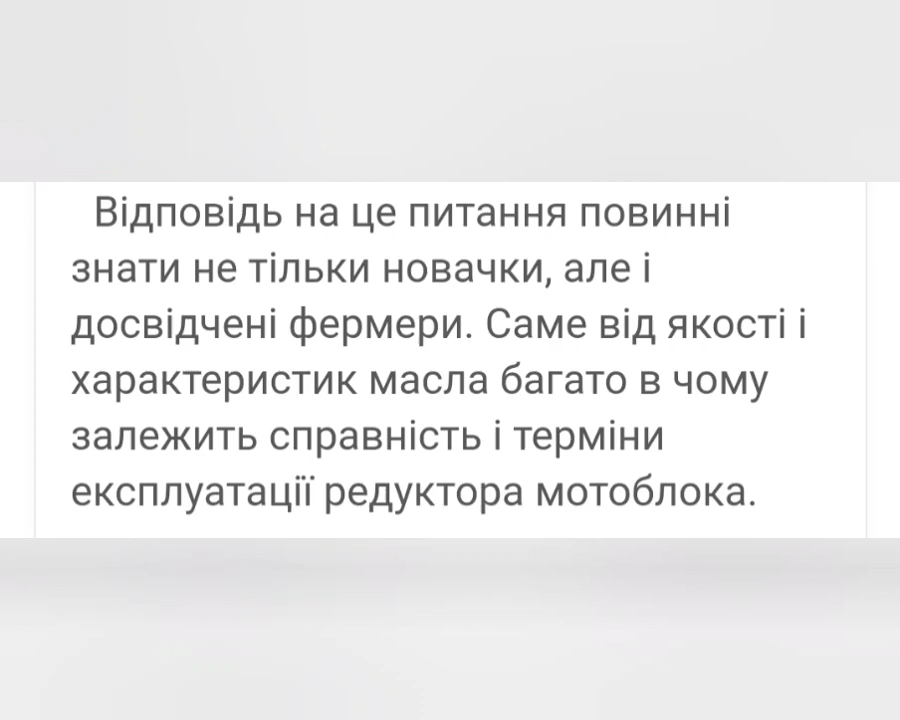 Відповідь на це питання повинні
знати не тільки новачки, але і
досвідчені фермери. Саме від якості і
характеристик масла багато в чому
залежить справність і терміни
експлуатації редуктора мотоблока.